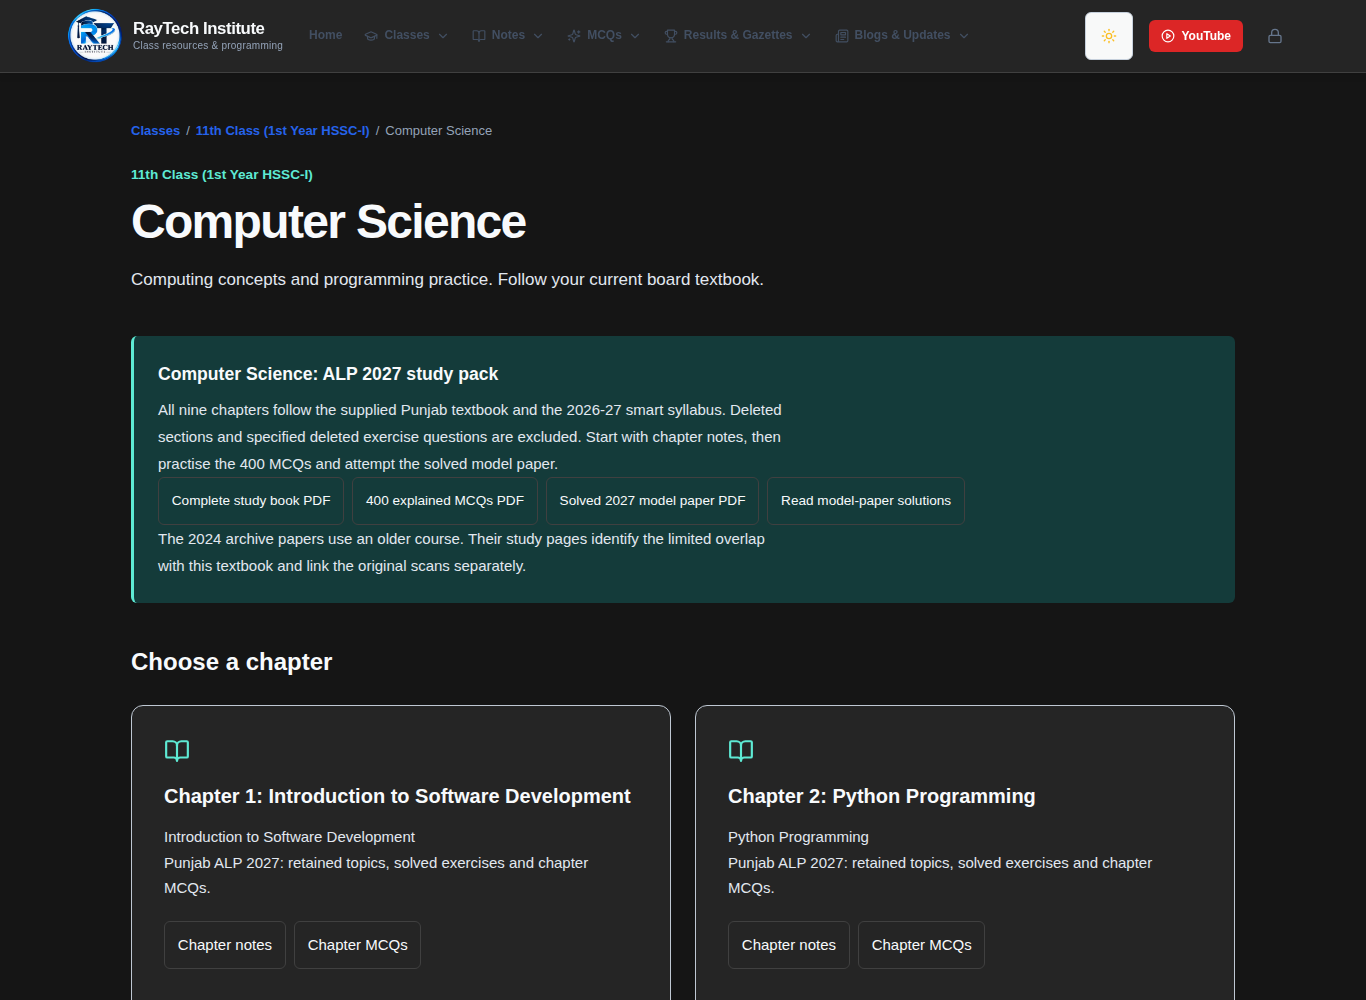 RAYTECH
RayTech Institute
Class resources & programming
Home
Classes
Notes
MCQs
Results & Gazettes
Blogs & Updates
YouTube
Classes / 11th Class (1st Year HSSC-I) / Computer Science
11th Class (1st Year HSSC-I)
Computer Science
Computing concepts and programming practice. Follow your current board textbook.
Computer Science: ALP 2027 study pack
All nine chapters follow the supplied Punjab textbook and the 2026-27 smart syllabus. Deleted
sections and specified deleted exercise questions are excluded. Start with chapter notes, then
practise the 400 MCQs and attempt the solved model paper.
Complete study book PDF
400 explained MCQs PDF
Solved 2027 model paper PDF
Read model-paper solutions
The 2024 archive papers use an older course. Their study pages identify the limited overlap
with this textbook and link the original scans separately.
Choose a chapter
Chapter 1: Introduction to Software Development
Introduction to Software Development
Punjab ALP 2027: retained topics, solved exercises and chapter
MCQs.
Chapter notes
Chapter MCQs
Chapter 2: Python Programming
Python Programming
Punjab ALP 2027: retained topics, solved exercises and chapter
MCQs.
Chapter notes
Chapter MCQs